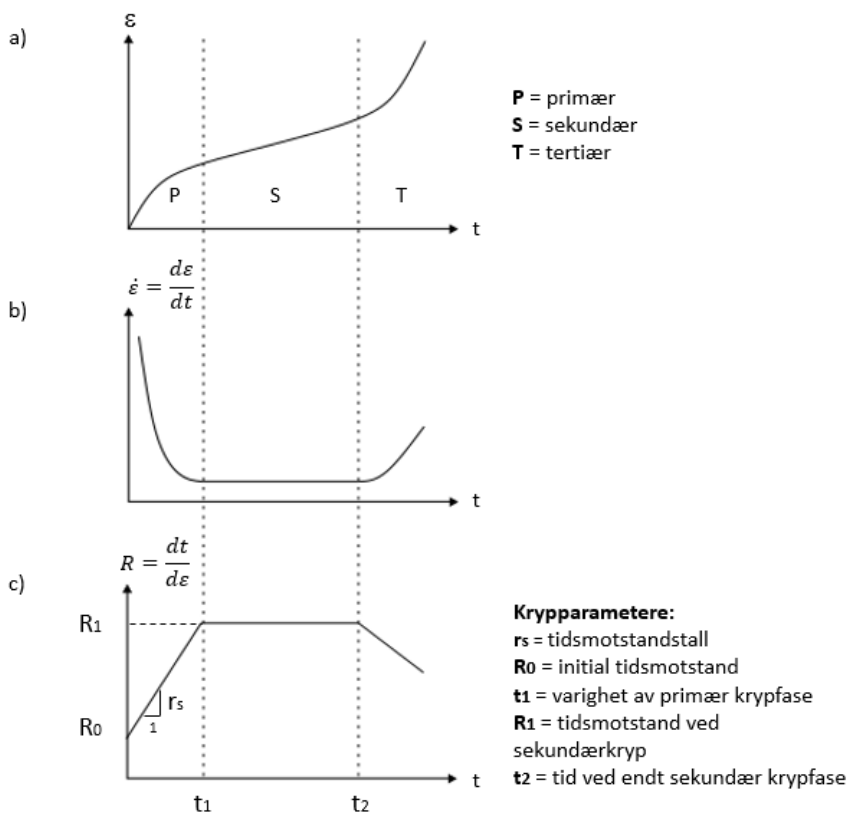 a)
ε
P = primær
S = sekundær
T = tertiær
P
S
T
t
b)
ε̇ = dε/dt
t
c)
R = dt/dε
R1
rs
1
R0
t
t1
t2
Krypparametere:
rs = tidsmotstandstall
R0 = initial tidsmotstand
t1 = varighet av primær krypfase
R1 = tidsmotstand ved
sekundærkryp
t2 = tid ved endt sekundær krypfase